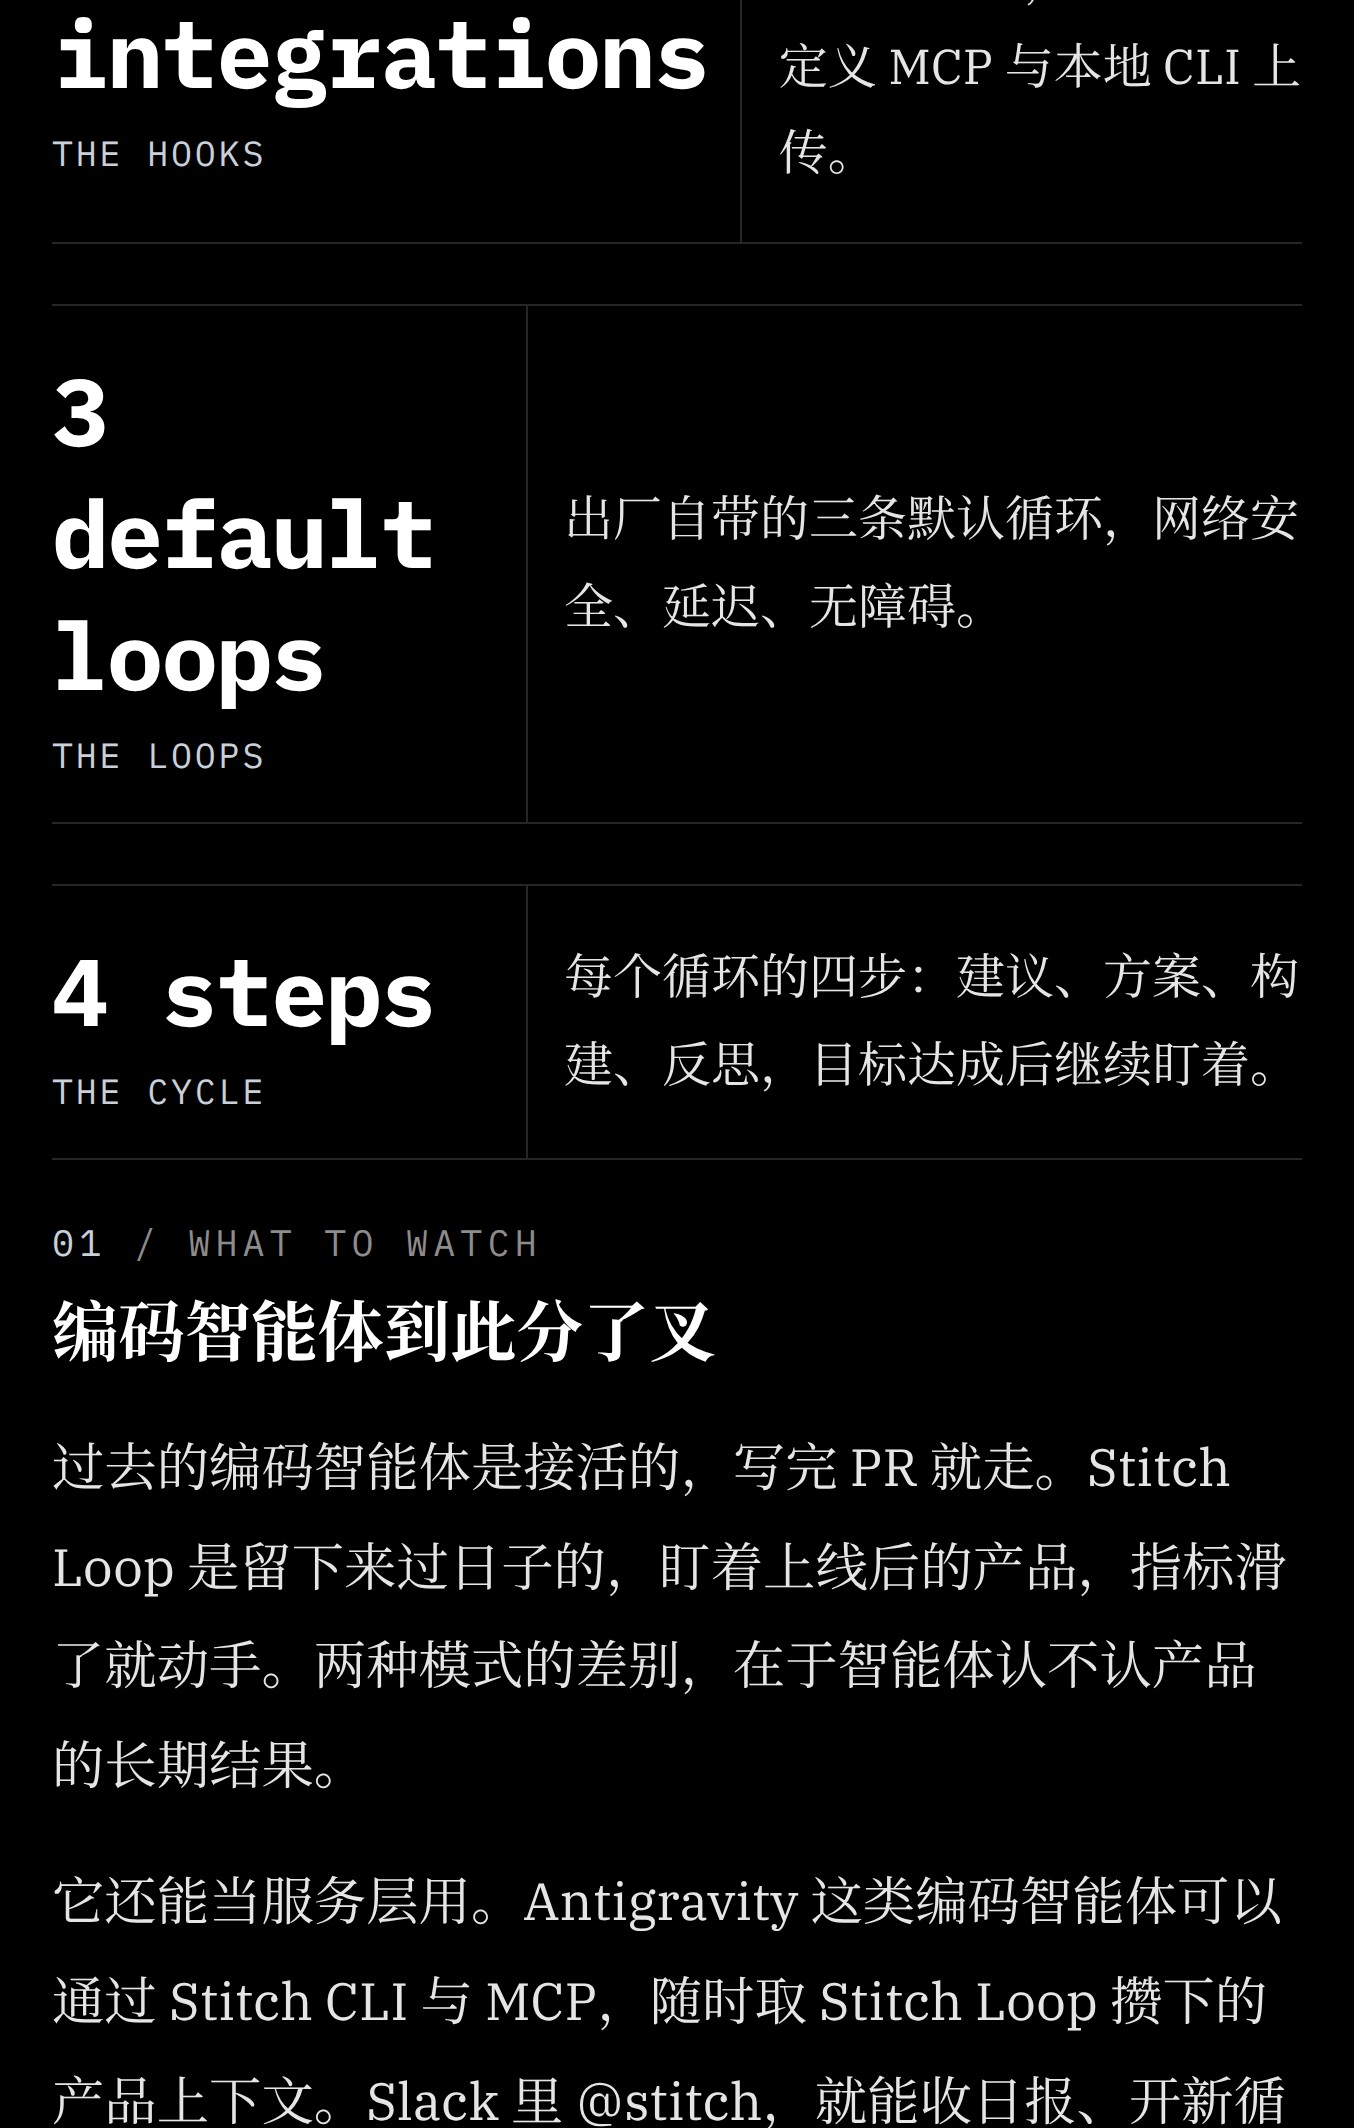 integrations
THE HOOKS
定义 MCP 与本地 CLI 上
传。
3
default
loops
THE LOOPS
出厂自带的三条默认循环，网络安
全、延迟、无障碍。
4 steps
THE CYCLE
每个循环的四步：建议、方案、构
建、反思，目标达成后继续盯着。
01 / WHAT TO WATCH
编码智能体到此分了叉
过去的编码智能体是接活的，写完 PR 就走。Stitch
Loop 是留下来过日子的，盯着上线后的产品，指标滑
了就动手。两种模式的差别，在于智能体认不认产品
的长期结果。
它还能当服务层用。Antigravity 这类编码智能体可以
通过 Stitch CLI 与 MCP，随时取 Stitch Loop 攒下的
产品上下文。Slack 里 @stitch，就能收日报、开新循